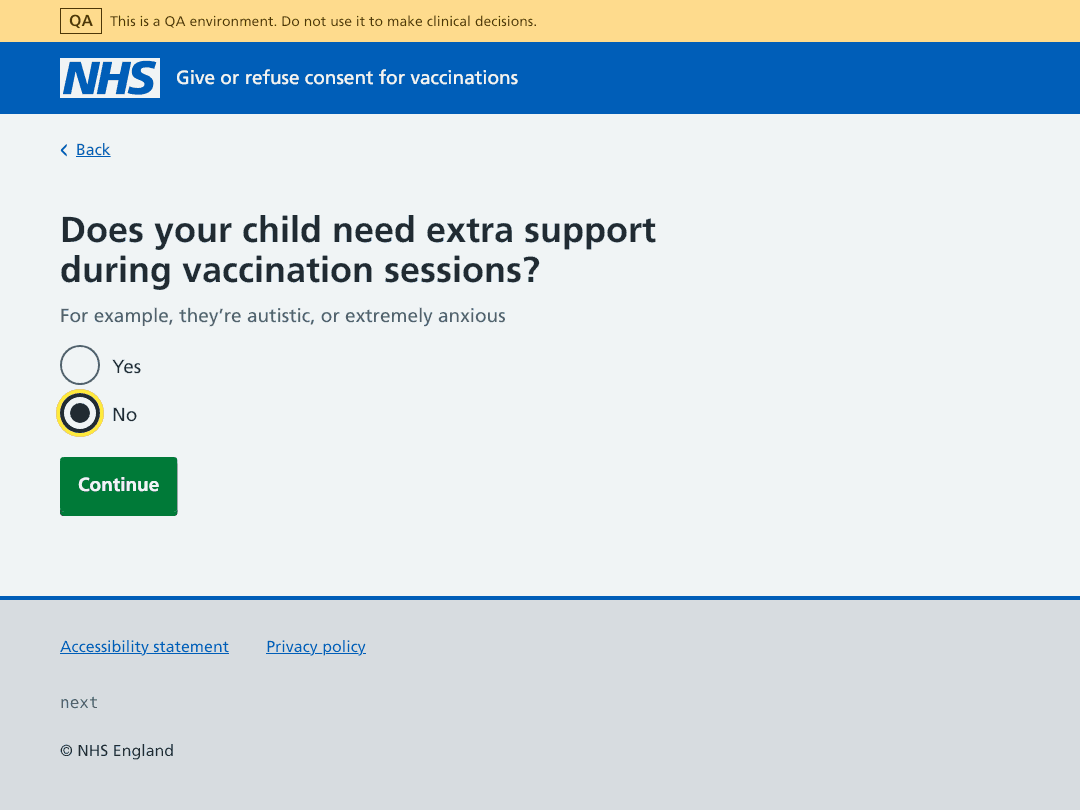 QA This is a QA environment. Do not use it to make clinical decisions.
NHS Give or refuse consent for vaccinations
Back
Does your child need extra support
during vaccination sessions?
For example, they’re autistic, or extremely anxious
Yes
No
Continue
Accessibility statement Privacy policy
next
© NHS England